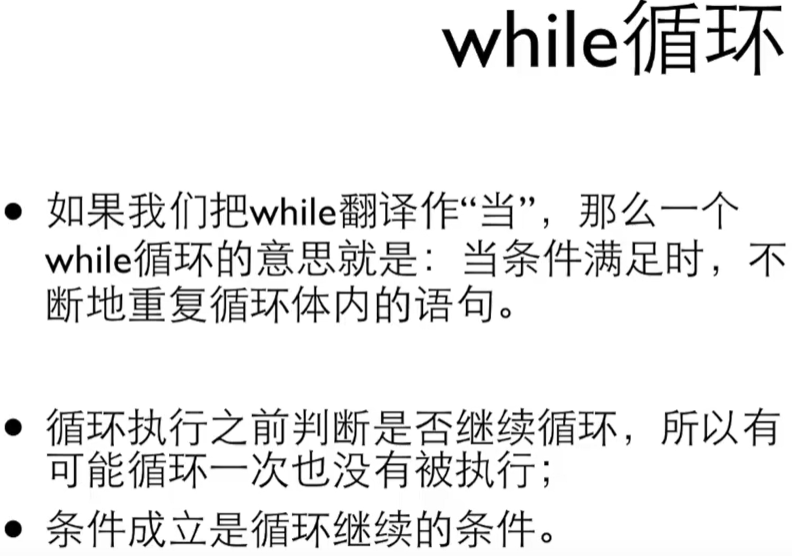 while循环
• 如果我们把while翻译作“当”，那么一个
while循环的意思就是：当条件满足时，不
断地重复循环体内的语句。
• 循环执行之前判断是否继续循环，所以有
可能循环一次也没有被执行；
• 条件成立是循环继续的条件。